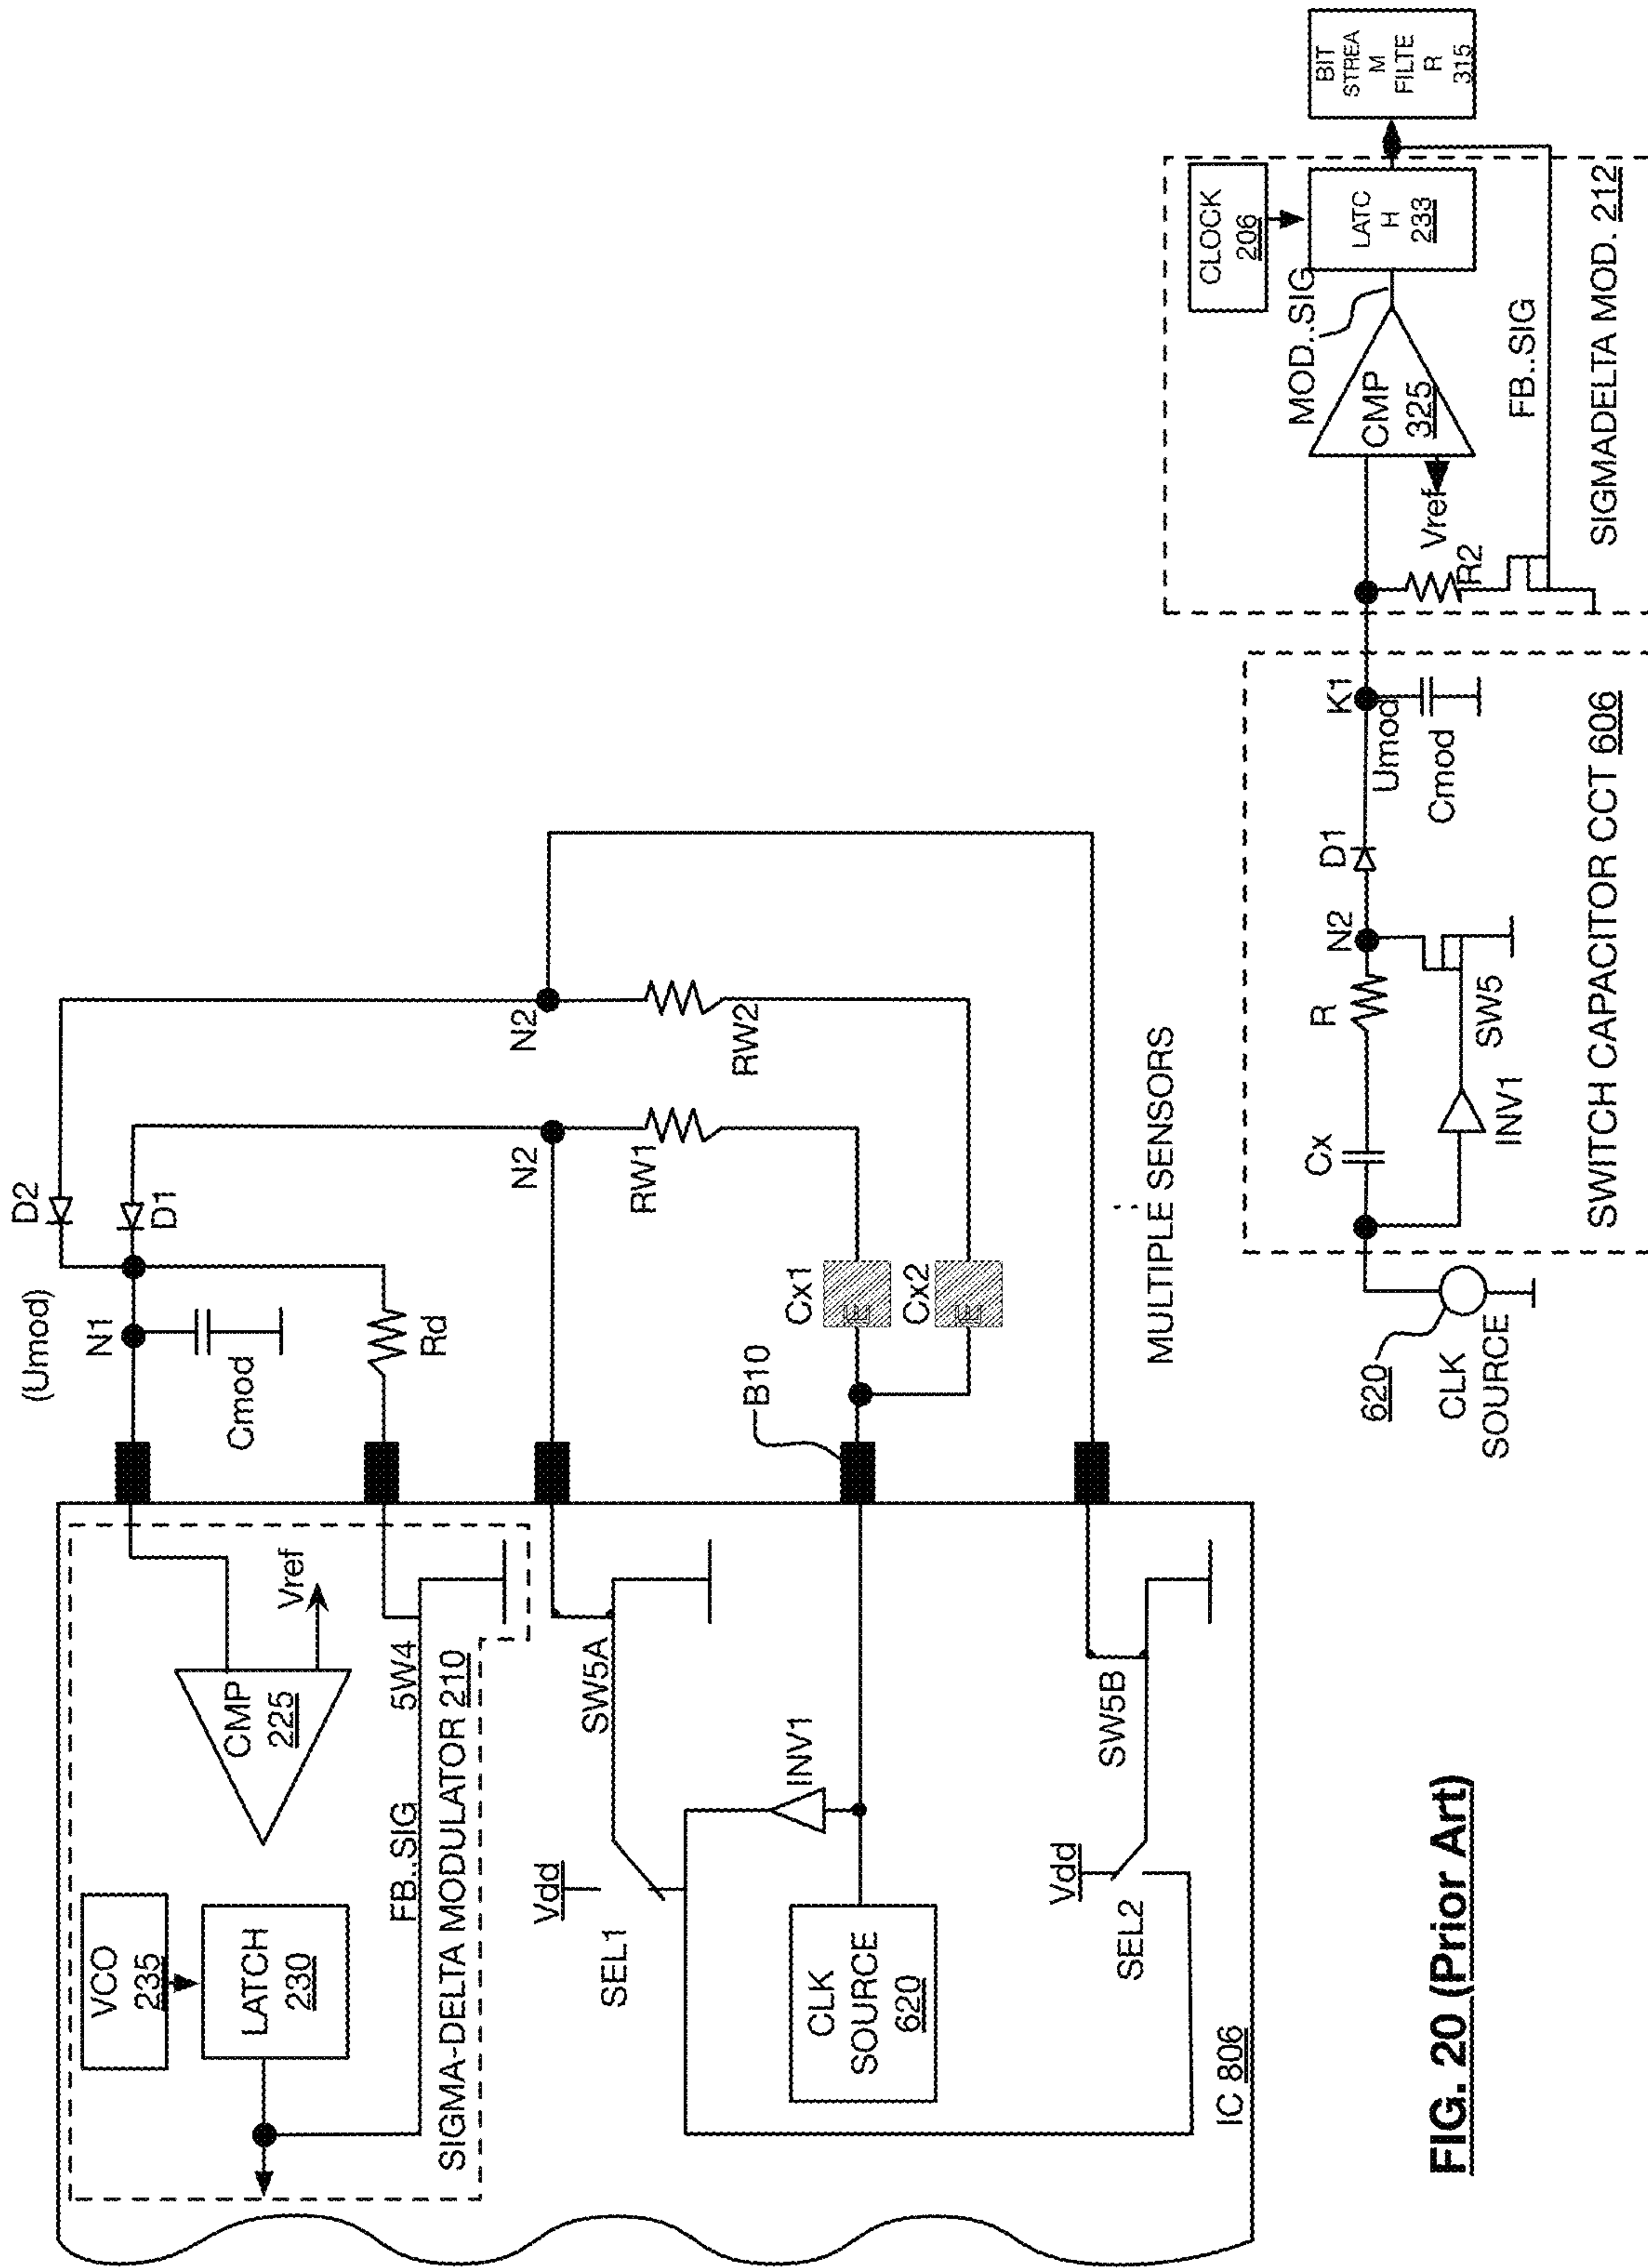 VCO
235
LATCH
230
CMP
225
Vref
FB..SIG
5W4
SIGMA-DELTA MODULATOR 210
Vdd
SEL1
SW5A
INV1
CLK
SOURCE
620
Vdd
SEL2
SW5B
IC 806
(Umod)
N1
Cmod
Rd
D2
D1
N2
N2
RW1
RW2
B10
Cx1
E
Cx2
E
MULTIPLE SENSORS
620
CLK
SOURCE
Cx
R
N2
D1
K1
Umod
Cmod
INV1
SW5
SWITCH CAPACITOR CCT 606
CLOCK
206
MOD..SIG
CMP
325
Vref
R2
LATC
H
233
FB..SIG
SIGMADELTA MOD. 212
BIT
STREA
M
FILTE
R
315
FIG. 20 (Prior Art)